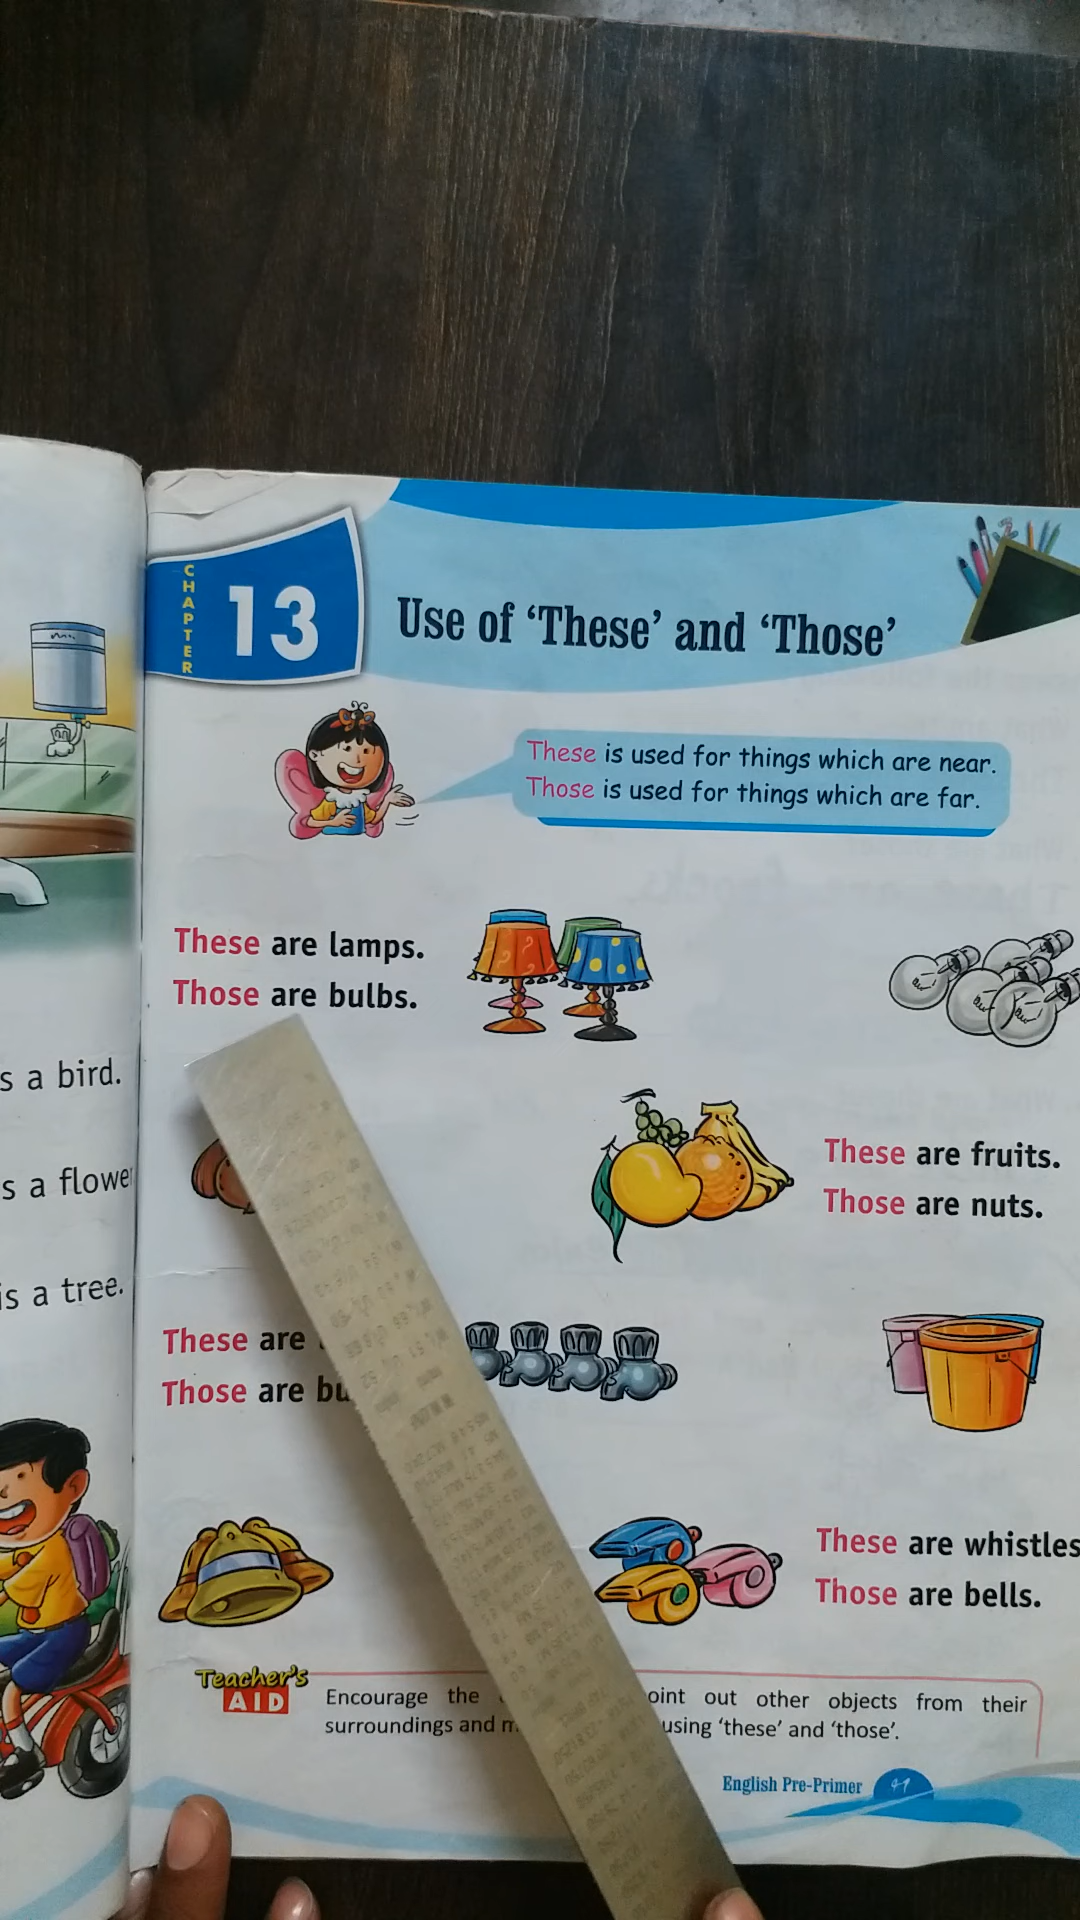 CHAPTER
13
Use of ‘These’ and ‘Those’
These is used for things which are near.
Those is used for things which are far.
These are lamps.
Those are bulbs.
s a bird.
These are fruits.
Those are nuts.
s a flower
is a tree.
These are
Those are bu
These are whistles
Those are bells.
Teacher's
AID
Encourage the oint out other objects from their
surroundings and m using ‘these’ and ‘those’.
English Pre-Primer 41